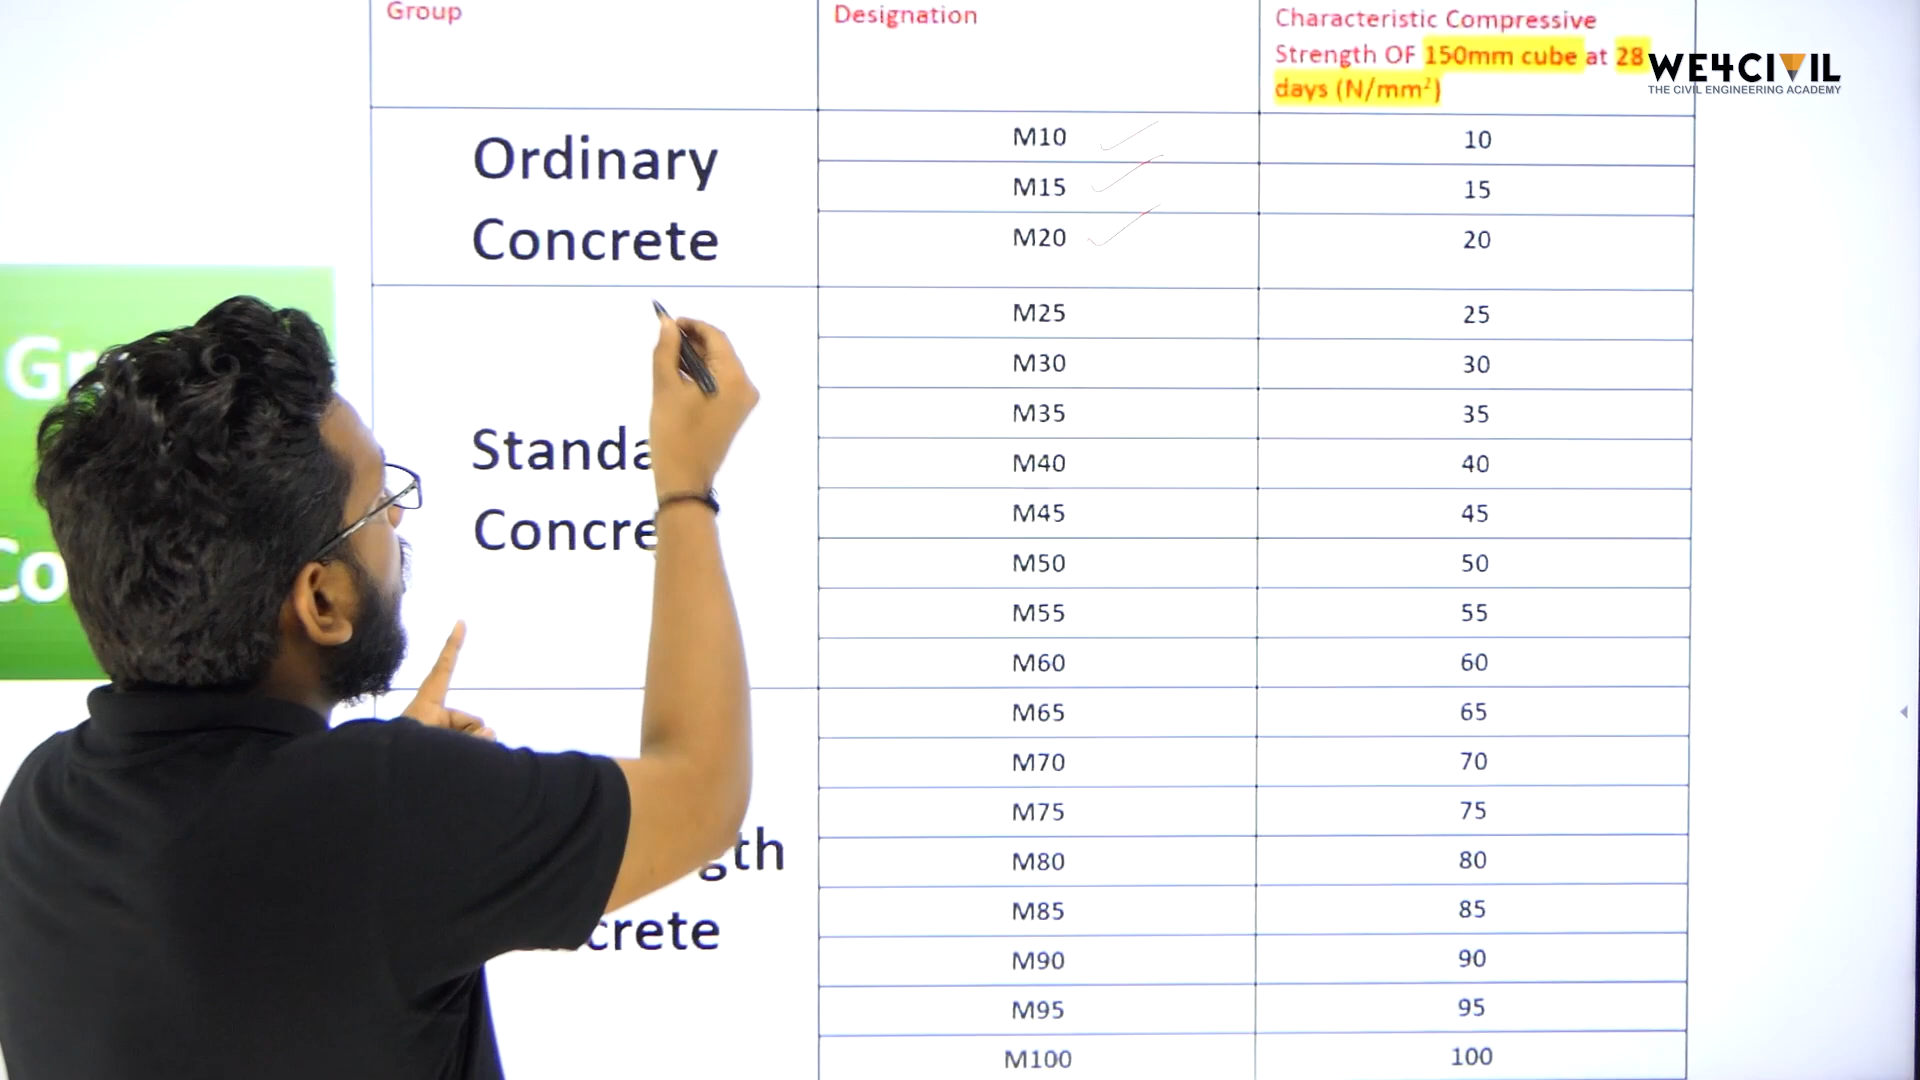 Group
Designation
Characteristic Compressive
Strength OF 150mm cube at 28
days (N/mm²)
WE4CIVIL
THE CIVIL ENGINEERING ACADEMY
Ordinary
Concrete
M10
10
M15
15
M20
20
M25
25
M30
30
M35
35
M40
40
M45
45
M50
50
M55
55
M60
60
M65
65
M70
70
M75
75
M80
80
M85
85
M90
90
M95
95
M100
100